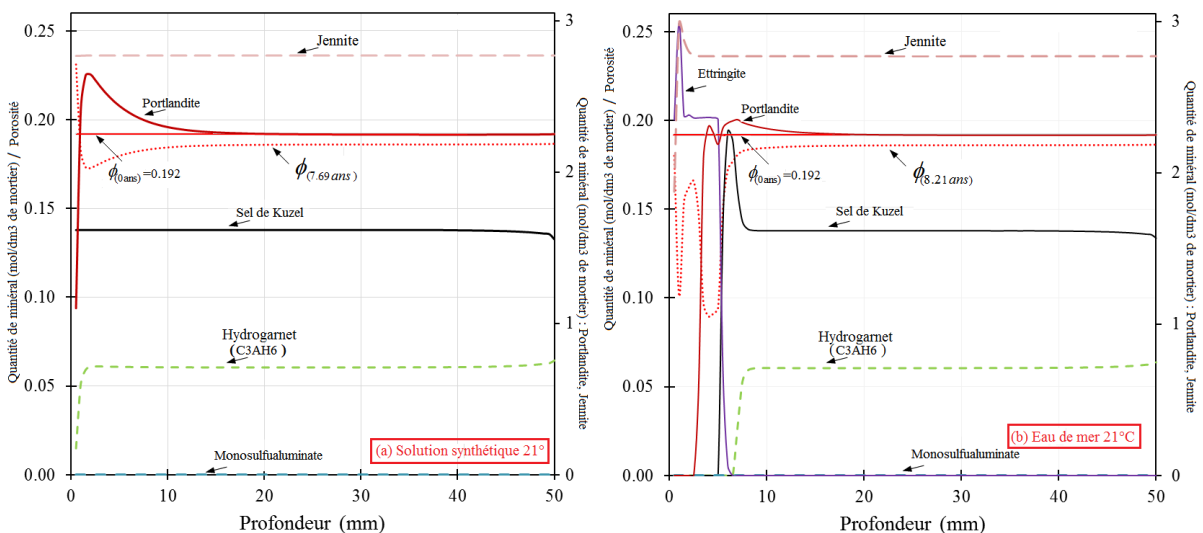 (a)
0.25
0.20
0.15
0.10
0.05
0.00
Quantité de minéral (mol/dm3 de mortier) / Porosité
Jennite
Portlandite
ϕ(0ans)=0.192
ϕ(7.69 ans)
Sel de Kuzel
Hydrogarnet
(C3AH6 )
(a) Solution synthétique 21°
Monosulfualuminate
3
2
1
0
Quantité de minéral (mol/dm3 de mortier) : Portlandite, Jennite
0
10
20
30
40
50
Profondeur (mm)
(b)
0.25
0.20
0.15
0.10
0.05
0.00
Quantité de minéral (mol/dm3 de mortier) / Porosité
Jennite
Ettringite
Portlandite
ϕ(0ans)=0.192
ϕ(8.21ans)
Sel de Kuzel
Hydrogarnet
(C3AH6 )
(b) Eau de mer 21°C
Monosulfualuminate
3
2
1
0
Quantité de minéral (mol/dm3 de mortier) : Portlandite, Jennite
0
10
20
30
40
50
Profondeur (mm)